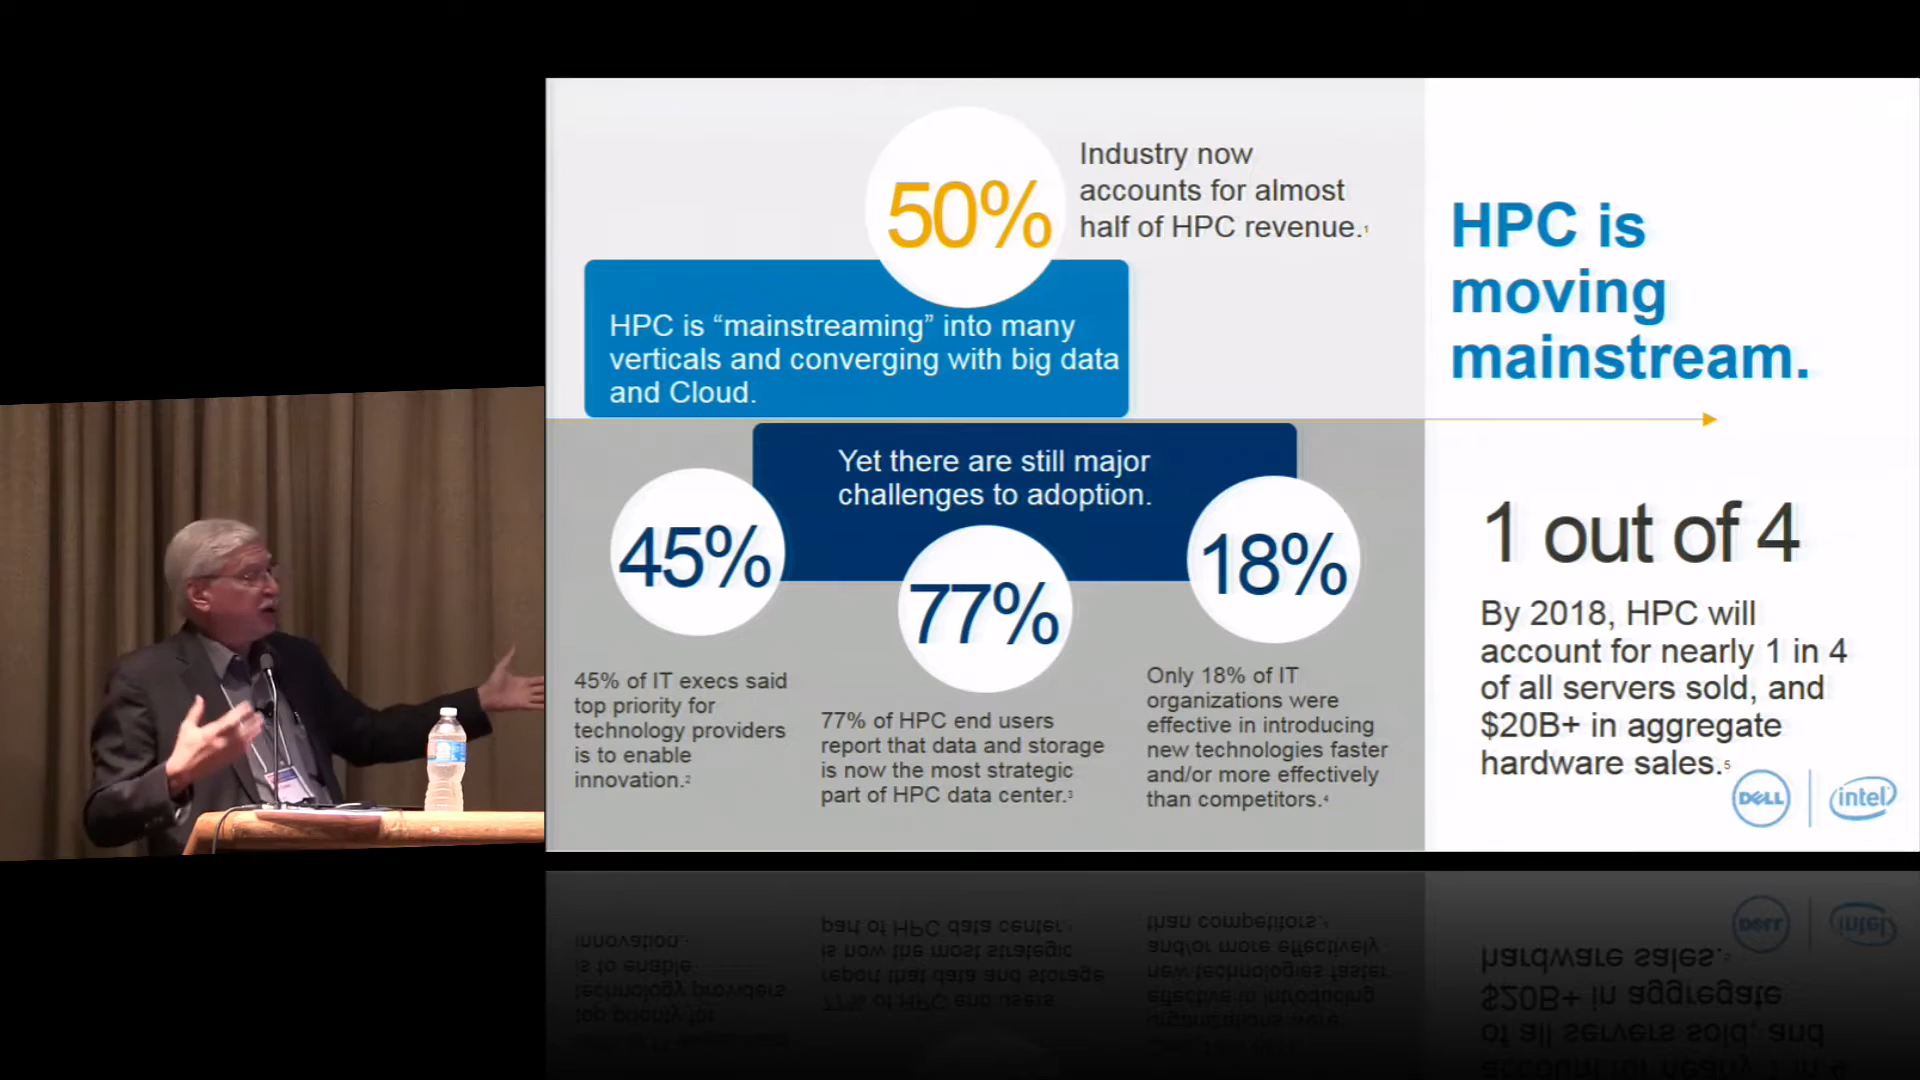 50%
Industry now
accounts for almost
half of HPC revenue.1
HPC is “mainstreaming” into many
verticals and converging with big data
and Cloud.
Yet there are still major
challenges to adoption.
45%
45% of IT execs said
top priority for
technology providers
is to enable
innovation.2
77%
77% of HPC end users
report that data and storage
is now the most strategic
part of HPC data center.3
18%
Only 18% of IT
organizations were
effective in introducing
new technologies faster
and/or more effectively
than competitors.4
HPC is
moving
mainstream.
1 out of 4
By 2018, HPC will
account for nearly 1 in 4
of all servers sold, and
$20B+ in aggregate
hardware sales.5
DELL
intel